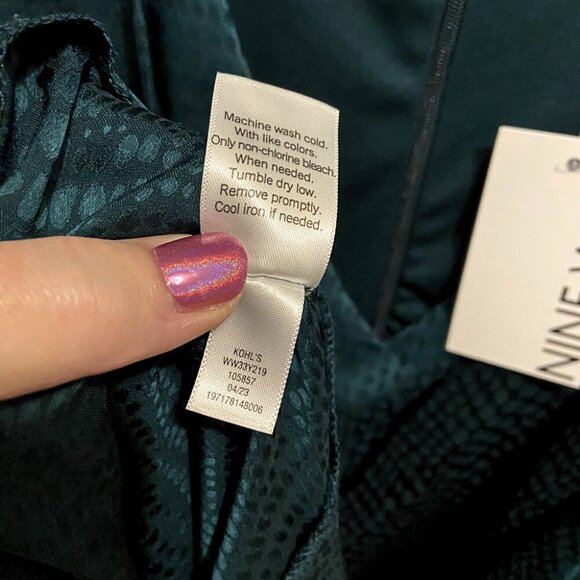 Machine wash cold.
With like colors.
Only non-chlorine bleach.
When needed.
Tumble dry low.
Remove promptly.
Cool iron if needed.
KOHL'S
WW33Y219
105857
04/23
197178148006
NINE